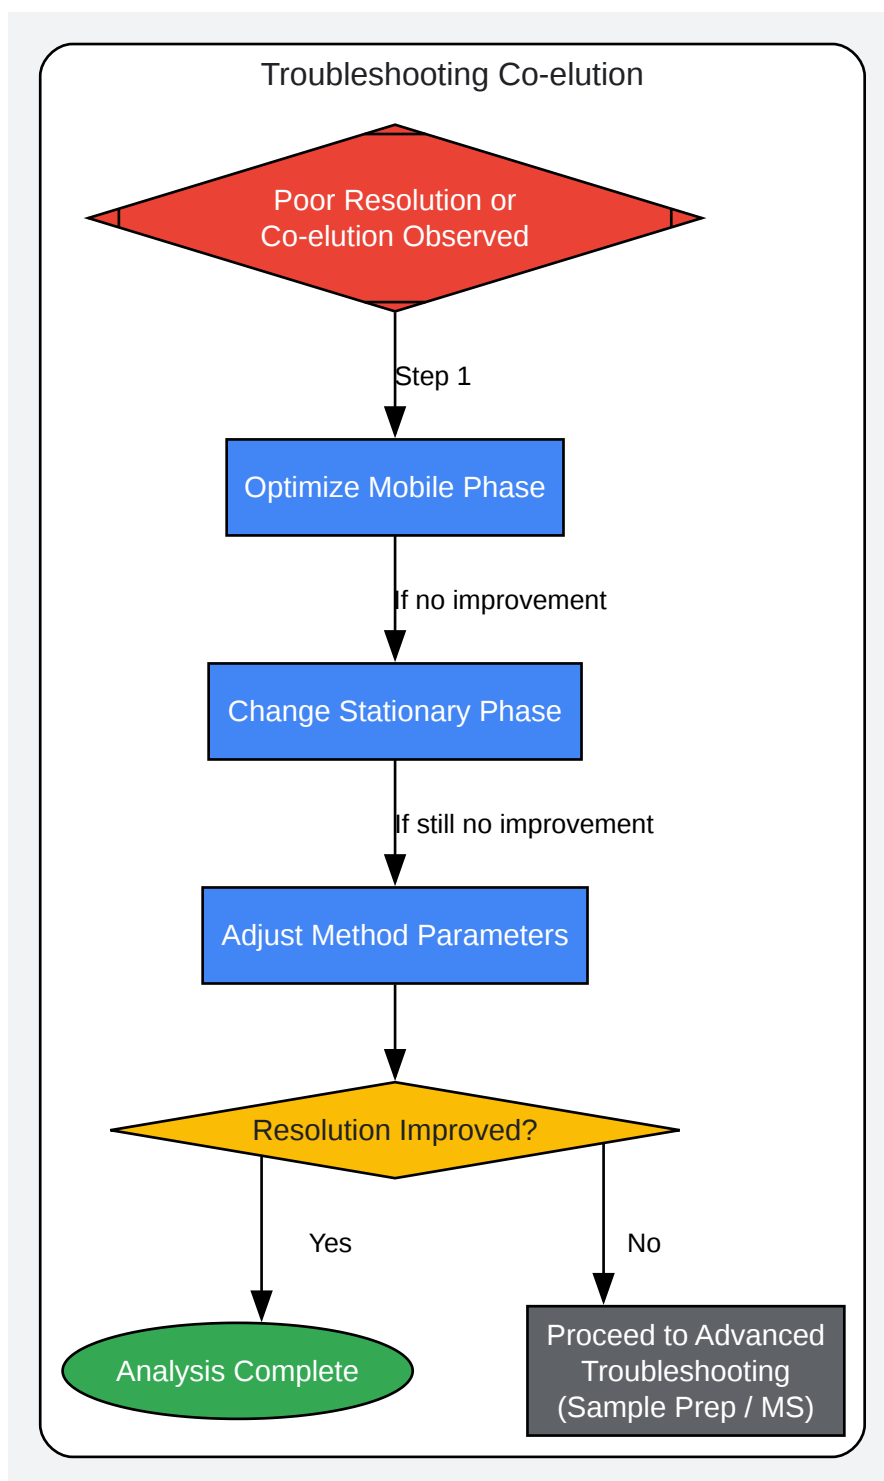 Troubleshooting Co-elution
Poor Resolution or
Co-elution Observed
Step 1
Optimize Mobile Phase
If no improvement
Change Stationary Phase
If still no improvement
Adjust Method Parameters
Resolution Improved?
Yes
No
Analysis Complete
Proceed to Advanced
Troubleshooting
(Sample Prep / MS)